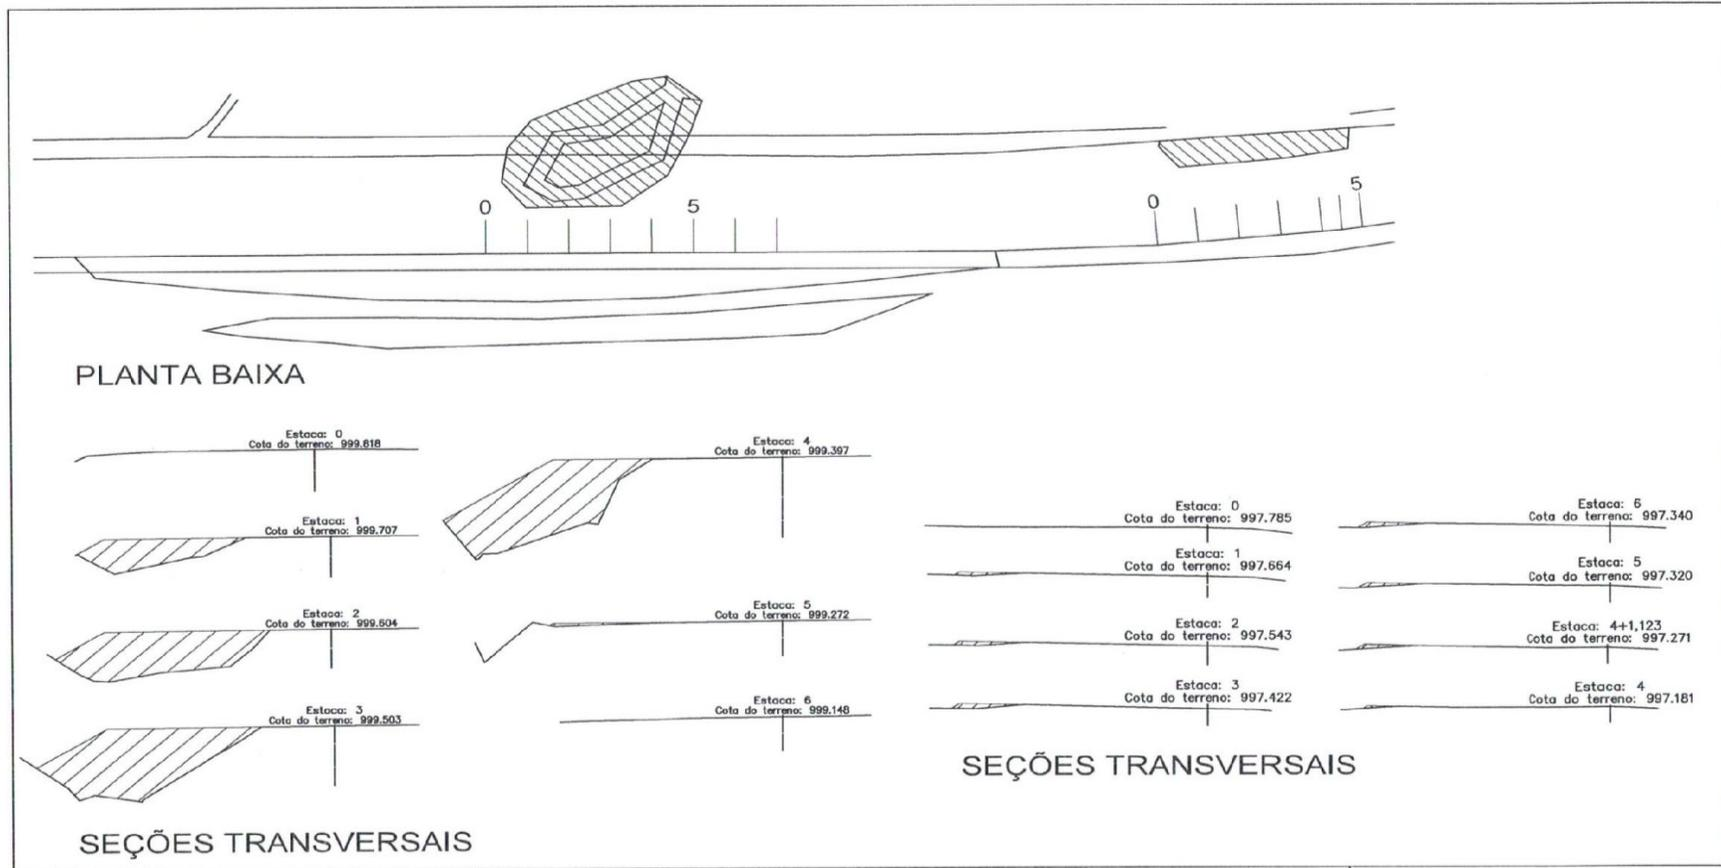 0
5
0
5
PLANTA BAIXA
Estaca: 0
Cota do terreno: 999.818
Estaca: 1
Cota do terreno: 999.707
Estaca: 2
Cota do terreno: 999.604
Estaca: 3
Cota do terreno: 999.503
Estaca: 4
Cota do terreno: 999.397
Estaca: 5
Cota do terreno: 999.272
Estaca: 6
Cota do terreno: 999.148
SEÇÕES TRANSVERSAIS
Estaca: 0
Cota do terreno: 997.785
Estaca: 1
Cota do terreno: 997.664
Estaca: 2
Cota do terreno: 997.543
Estaca: 3
Cota do terreno: 997.422
Estaca: 6
Cota do terreno: 997.340
Estaca: 5
Cota do terreno: 997.320
Estaca: 4+1,123
Cota do terreno: 997.271
Estaca: 4
Cota do terreno: 997.181
SEÇÕES TRANSVERSAIS